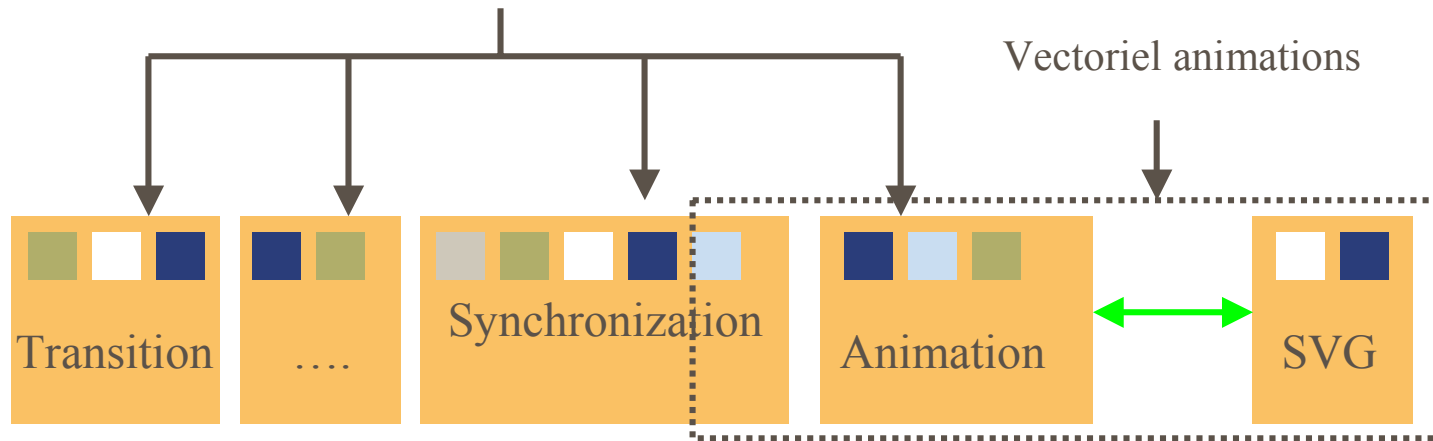 Vectoriel animations
Transition
....
Synchronization
Animation
SVG